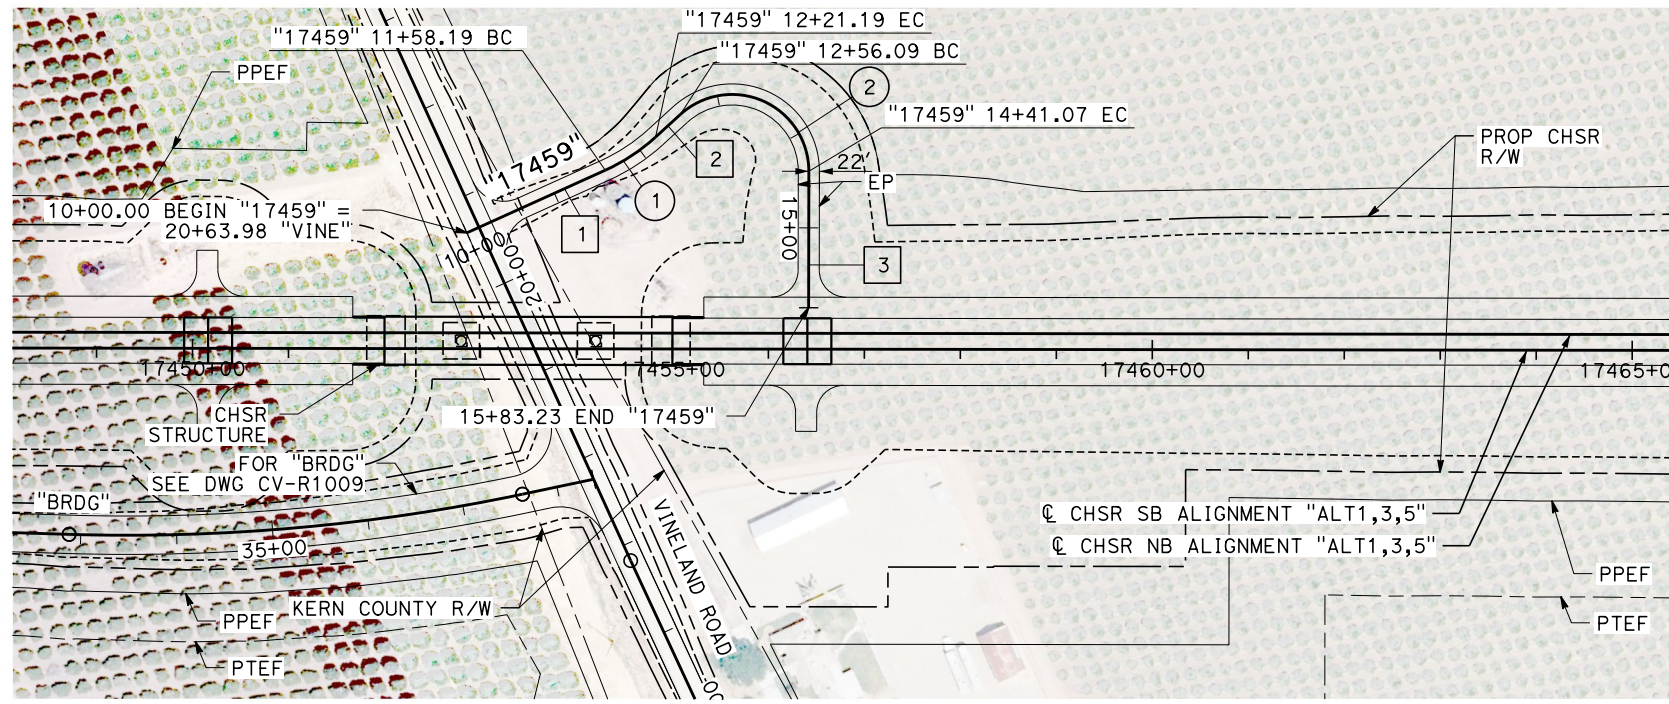 "17459" 12+21.19 EC
"17459" 11+58.19 BC
"17459" 12+56.09 BC
PPEF
2
"17459" 14+41.07 EC
PROP CHSR
R/W
"17459"
2
22
EP
1
10+00.00 BEGIN "17459" =
20+63.98 "VINE"
1
10+00
20+00
15+00
3
17450+00
17455+00
17460+00
17465+0
CHSR
STRUCTURE
15+83.23 END "17459"
FOR "BRDG"
SEE DWG CV-R1009
"BRDG"
35+00
VINELAND ROAD
℄ CHSR SB ALIGNMENT "ALT1,3,5"
℄ CHSR NB ALIGNMENT "ALT1,3,5"
KERN COUNTY R/W
PPEF
PPEF
PTEF
PTEF
00